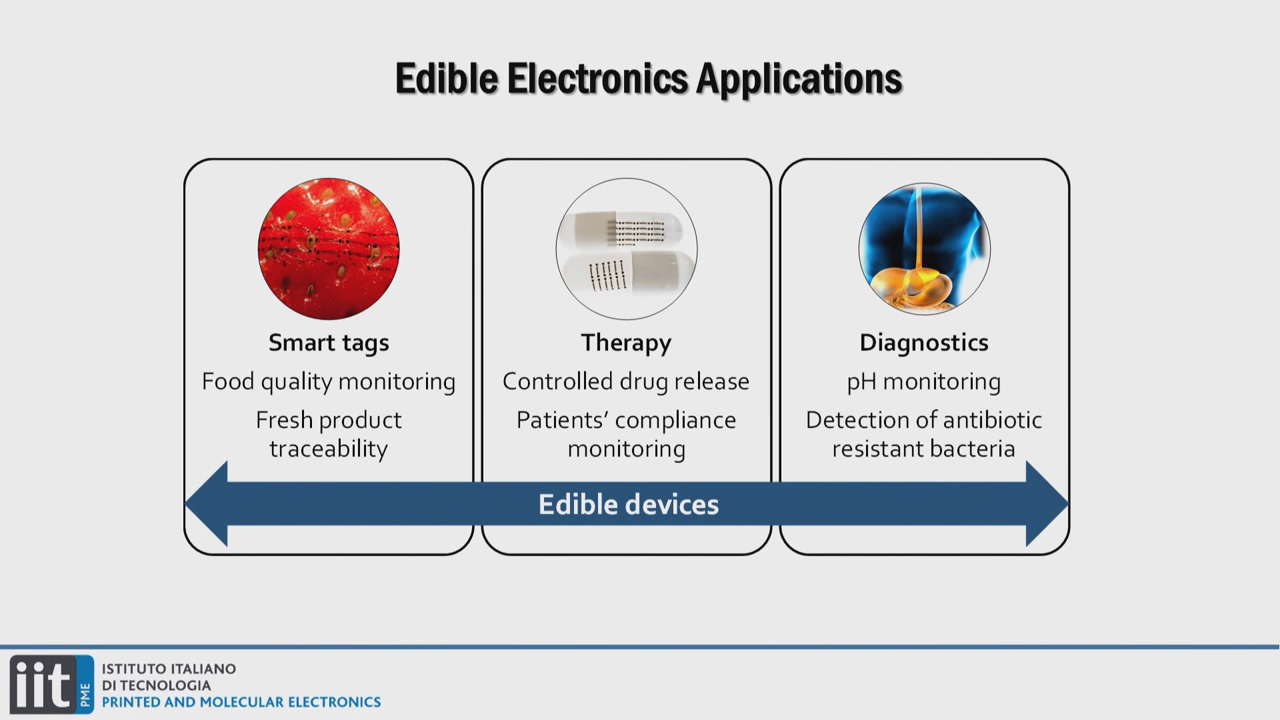 Edible Electronics Applications
Smart tags
Food quality monitoring
Fresh product
traceability
Therapy
Controlled drug release
Patients’ compliance
monitoring
Diagnostics
pH monitoring
Detection of antibiotic
resistant bacteria
Edible devices
iit
PME
ISTITUTO ITALIANO
DI TECNOLOGIA
PRINTED AND MOLECULAR ELECTRONICS